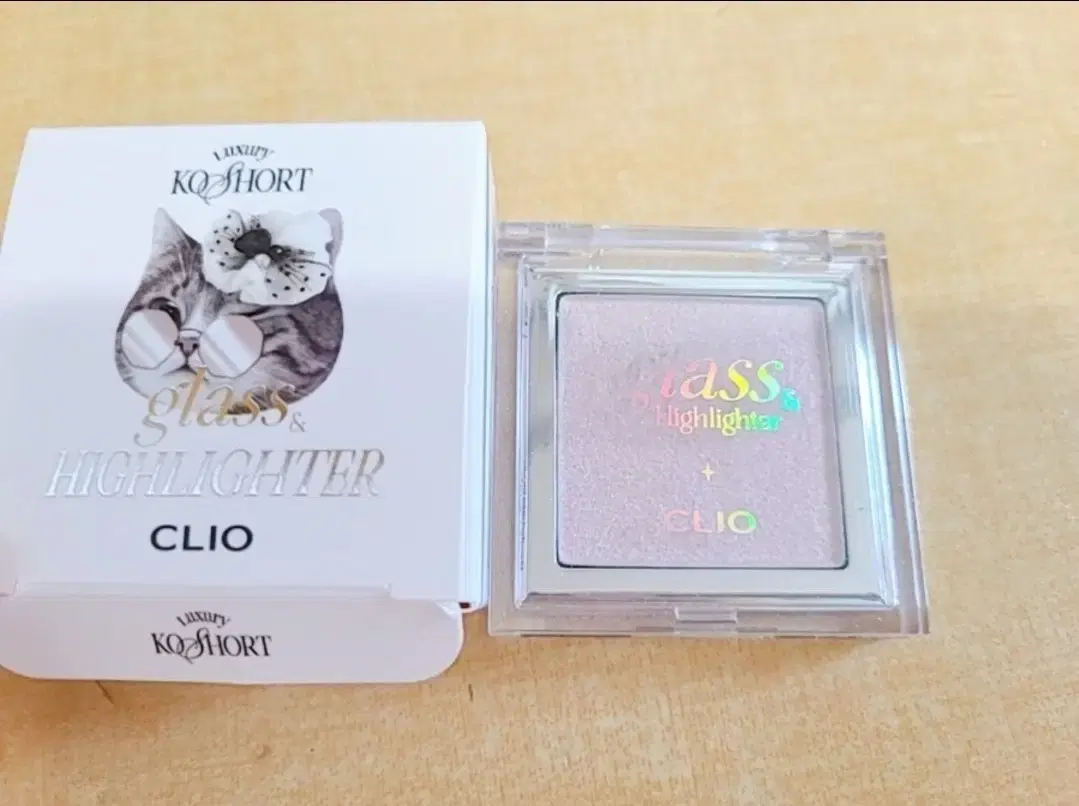 Luxury
KOSHORT
glass&
HIGHLIGHTER
CLIO
Luxury
KOSHORT
glass&
Highlighter
CLIO